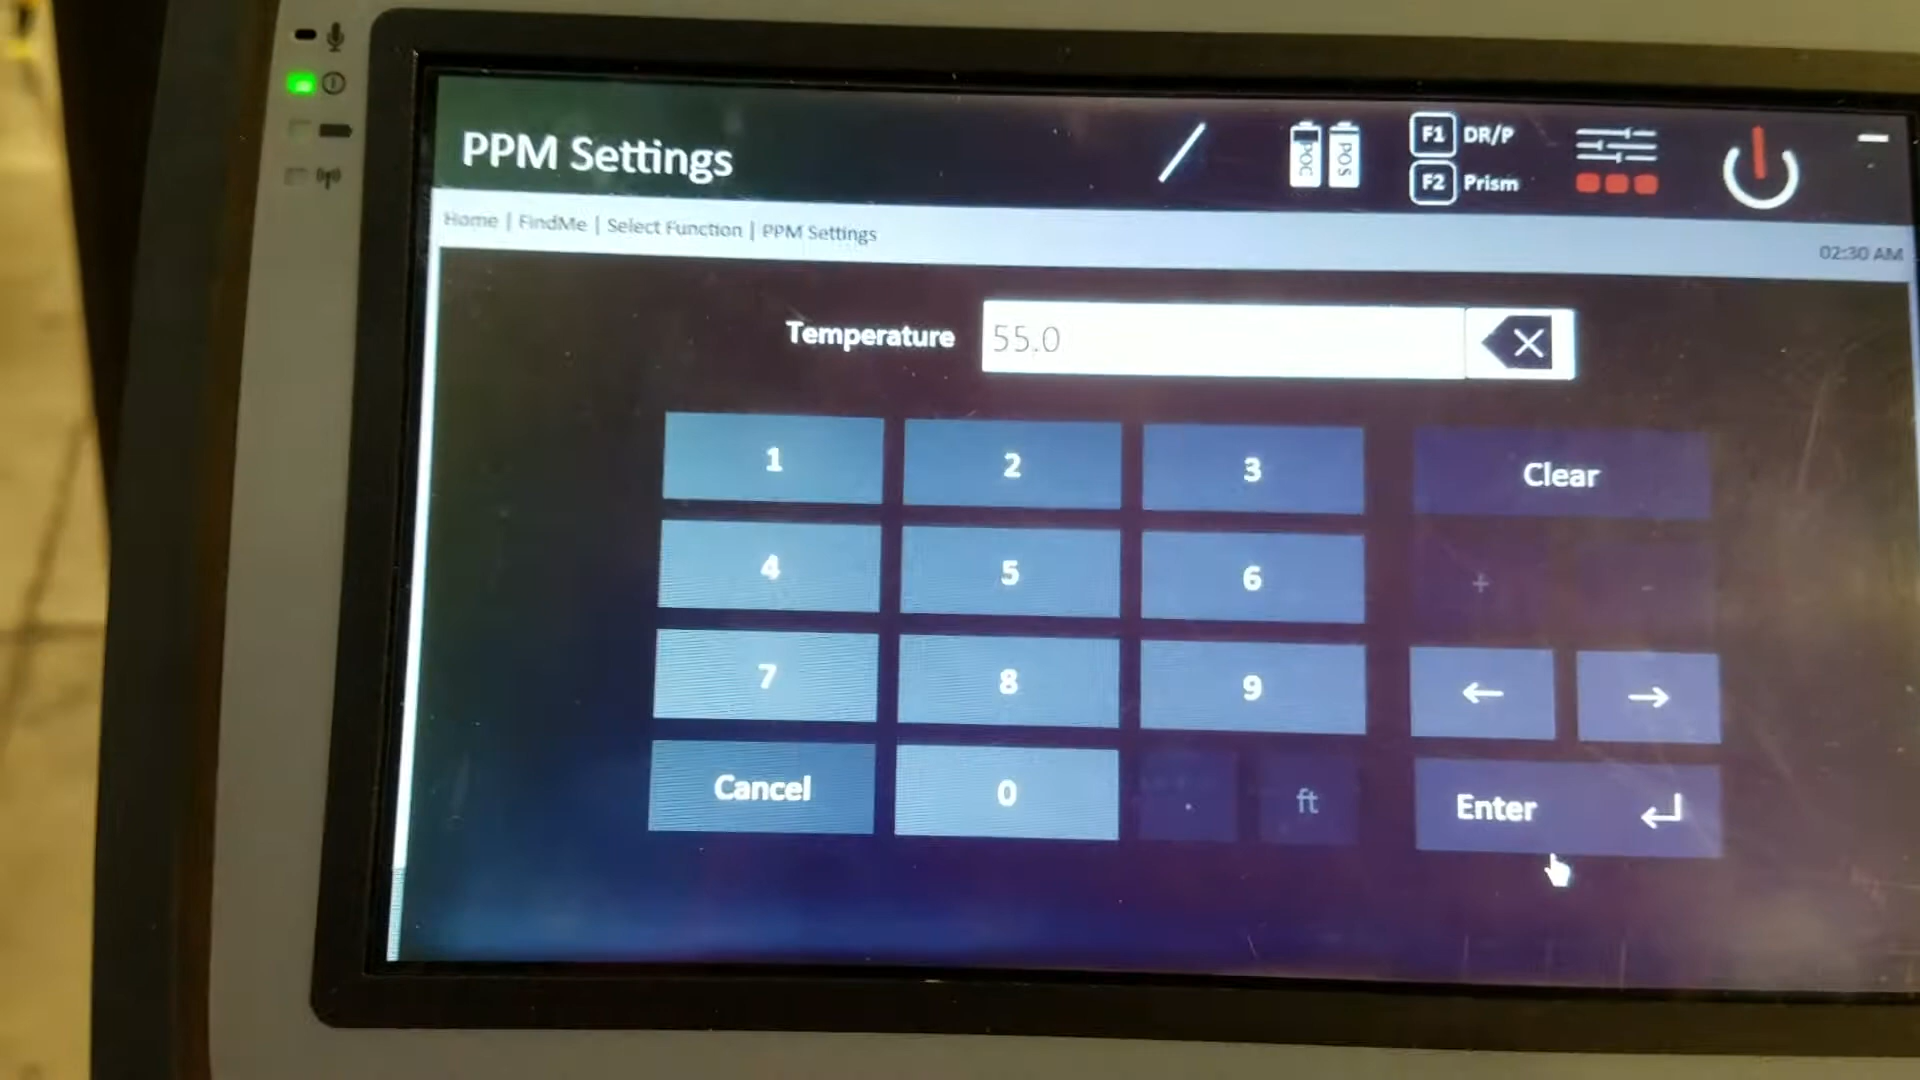 PPM Settings
POC
POS
F1 DR/P
F2 Prism
Home | FindMe | Select Function | PPM Settings
02:30 AM
Temperature 55.0
1 2 3 Clear
4 5 6 + -
7 8 9 ← →
Cancel 0 . ft Enter